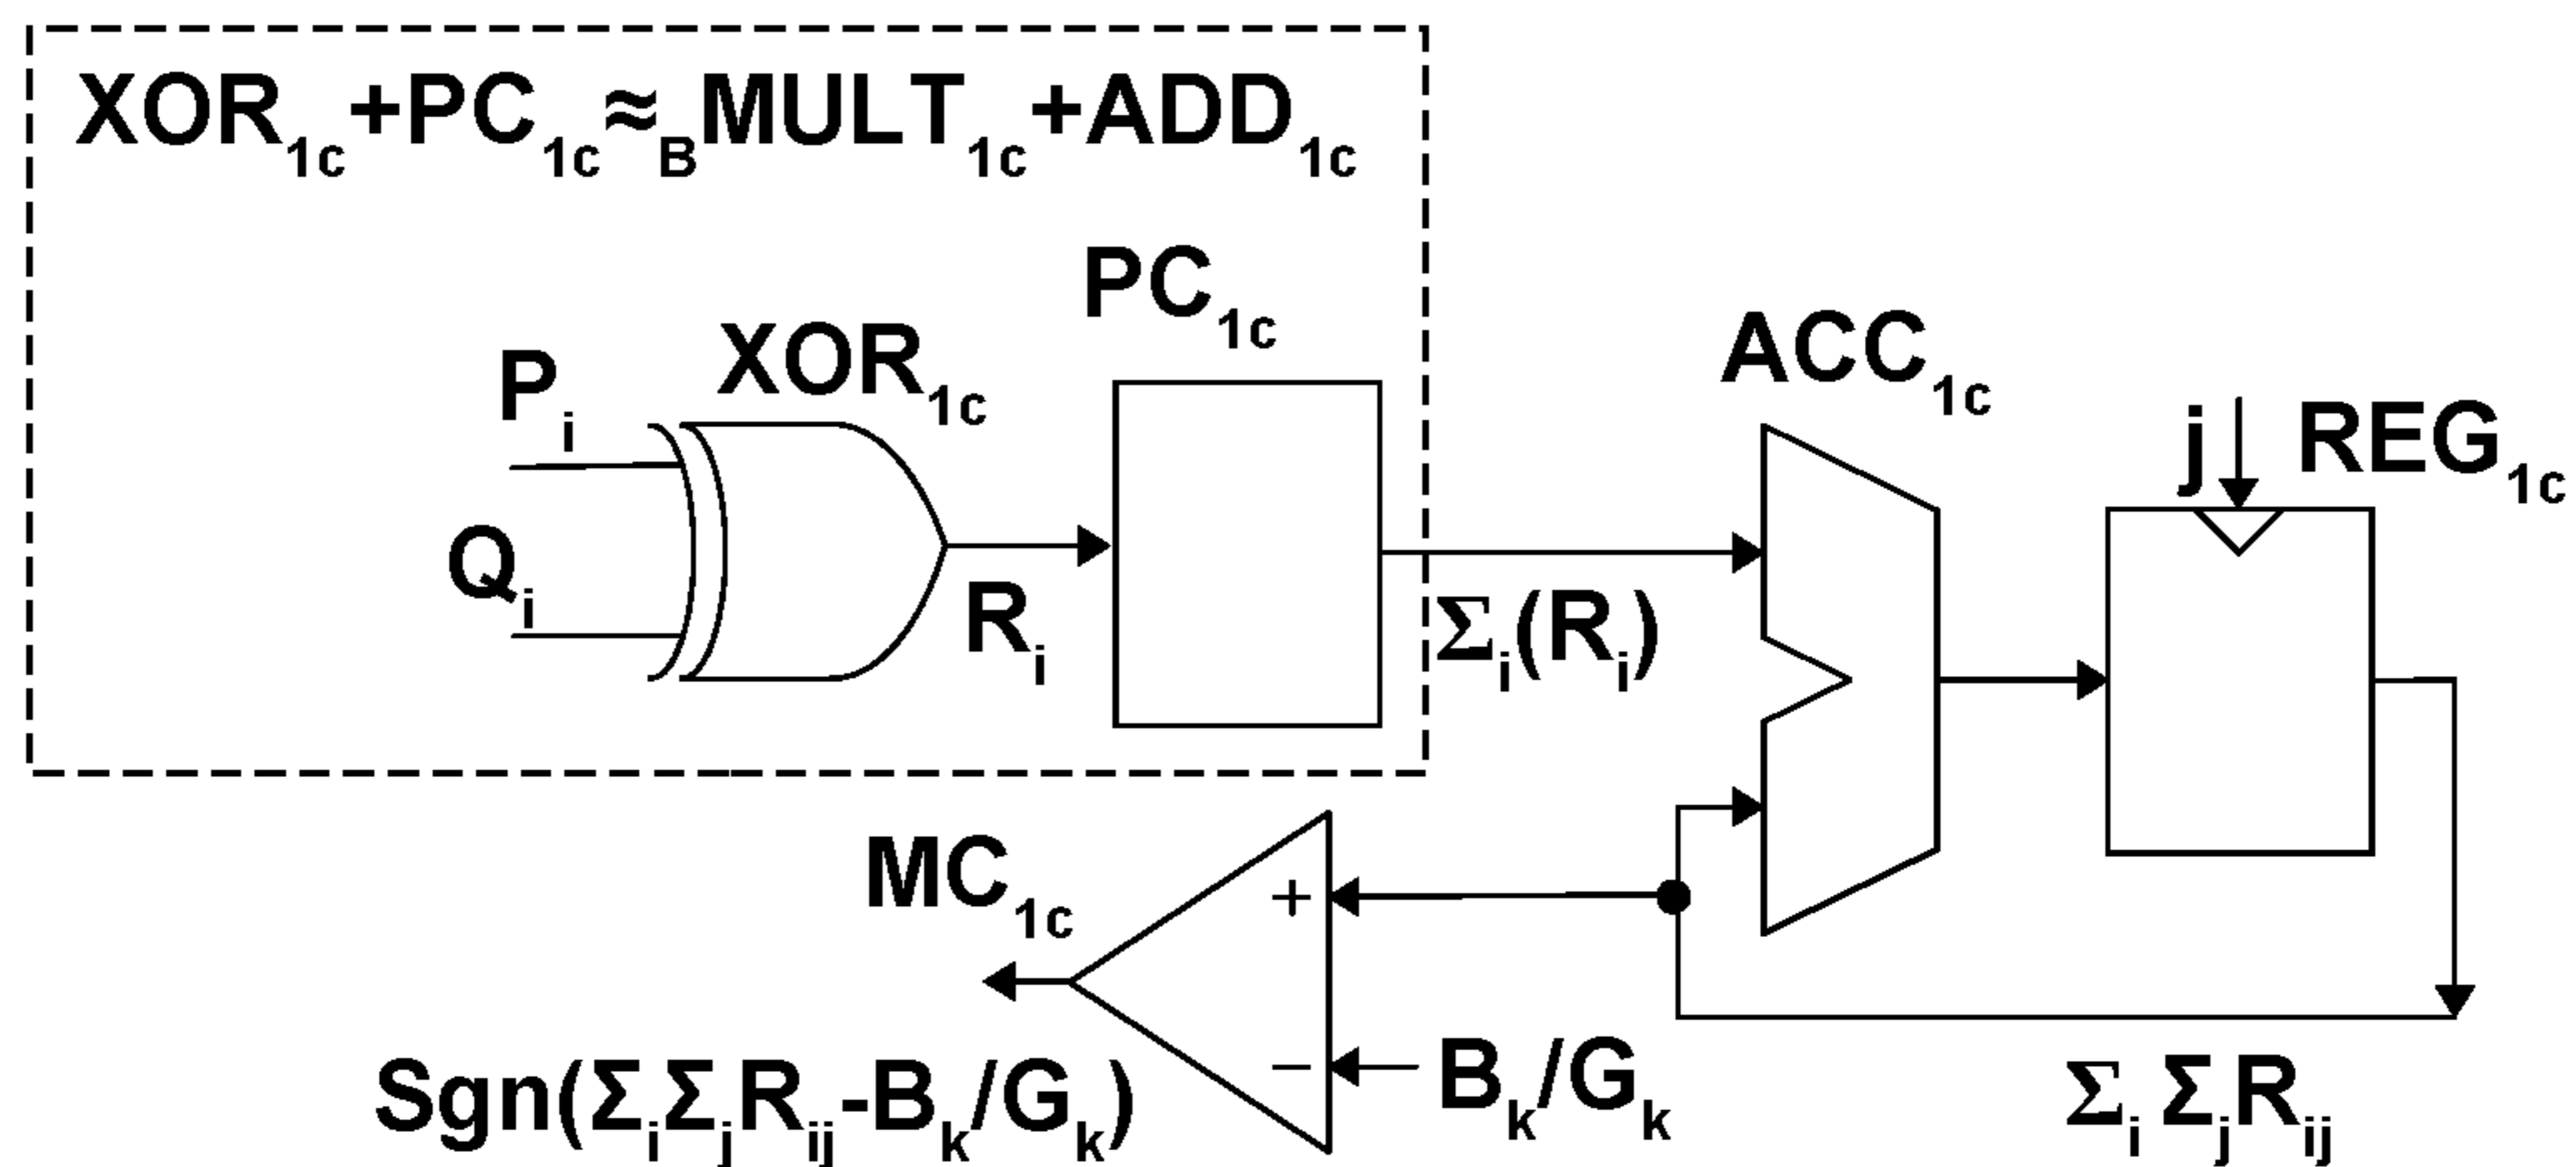 XOR₁c+PC₁c≈BMULT₁c+ADD₁c
PC₁c
XOR₁c
ACC₁c
Pᵢ
j
REG₁c
Qᵢ
Rᵢ
Σᵢ(Rᵢ)
MC₁c
+
−
Bₖ/Gₖ
Sgn(ΣᵢΣⱼRᵢⱼ-Bₖ/Gₖ)
Σᵢ ΣⱼRᵢⱼ